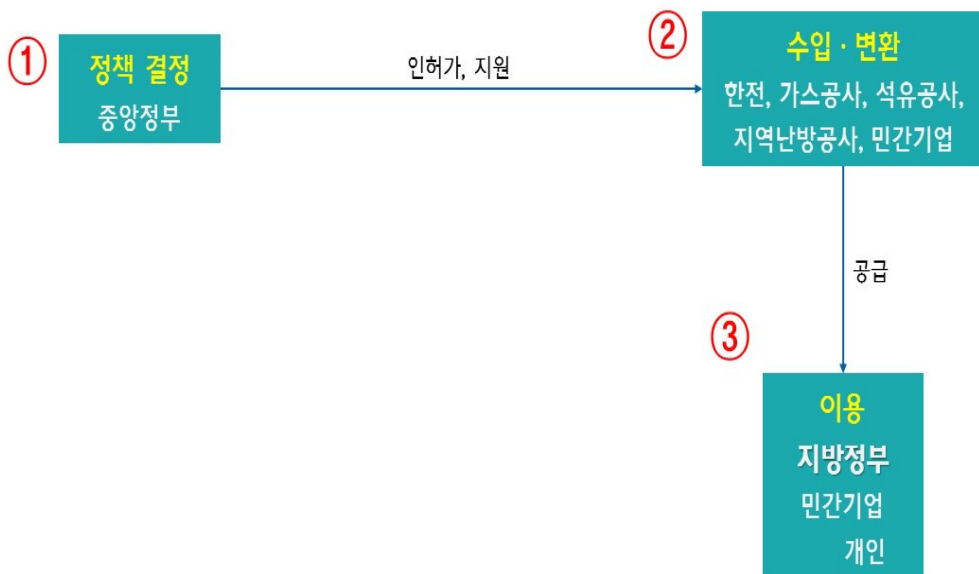 ①
정책 결정
중앙정부
인허가, 지원
②
수입 · 변환
한전, 가스공사, 석유공사,
지역난방공사, 민간기업
공급
③
이용
지방정부
민간기업
개인